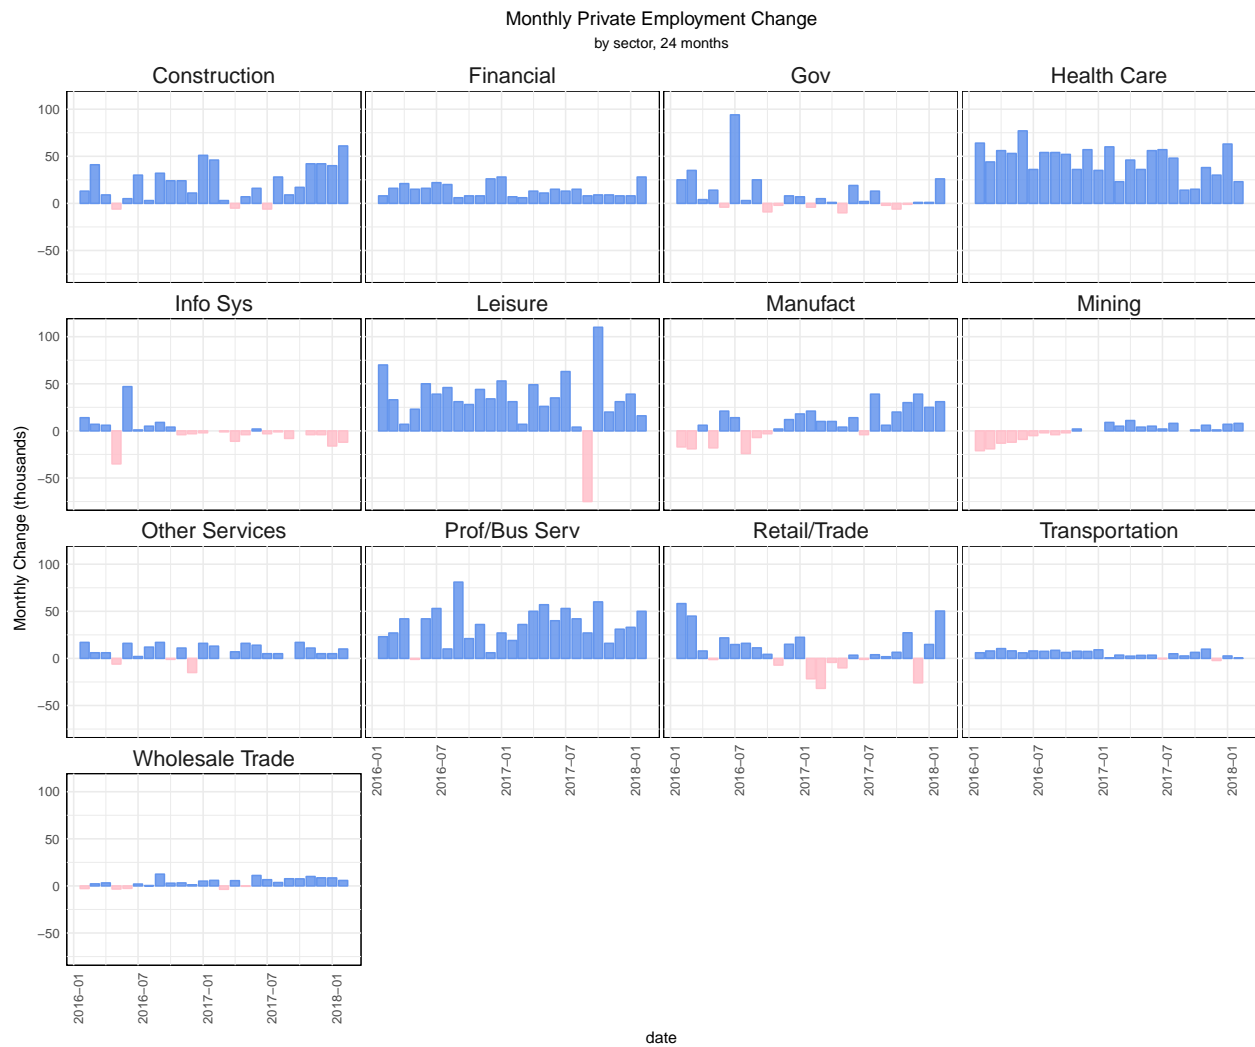 Monthly Private Employment Change
by sector, 24 months
Construction
Financial
Gov
Health Care
100
50
0
−50
Info Sys
Leisure
Manufact
Mining
100
50
0
−50
Other Services
Prof/Bus Serv
Retail/Trade
Transportation
100
50
0
−50
2016−01
2016−07
2017−01
2017−07
2018−01
2016−01
2016−07
2017−01
2017−07
2018−01
2016−01
2016−07
2017−01
2017−07
2018−01
Wholesale Trade
100
50
0
−50
2016−01
2016−07
2017−01
2017−07
2018−01
Monthly Change (thousands)
date